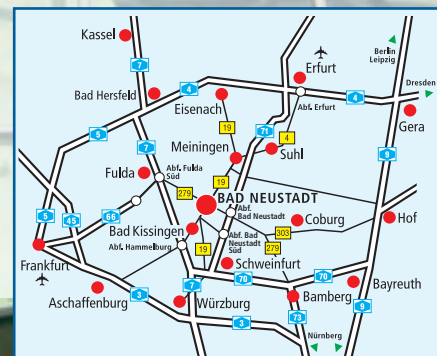 Kassel
7
Berlin
Leipzig
Erfurt
Dresden
7
4
Bad Hersfeld
Eisenach
Abf. Erfurt
4
5
19
71
4
Gera
Meiningen
Suhl
9
Fulda
Abf. Fulda
Süd
19
279
BAD NEUSTADT
66
5
45
Abf.
Bad Neustadt
Coburg
Hof
Bad Kissingen
Abf. Hammelburg
Abf. Bad
Neustadt
Süd
303
279
19
Frankfurt
Schweinfurt
7
70
70
Aschaffenburg
3
Würzburg
Bamberg
Bayreuth
3
73
9
Nürnberg